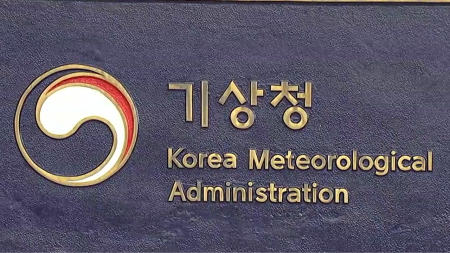 기상청
Korea Meteorological
Administration